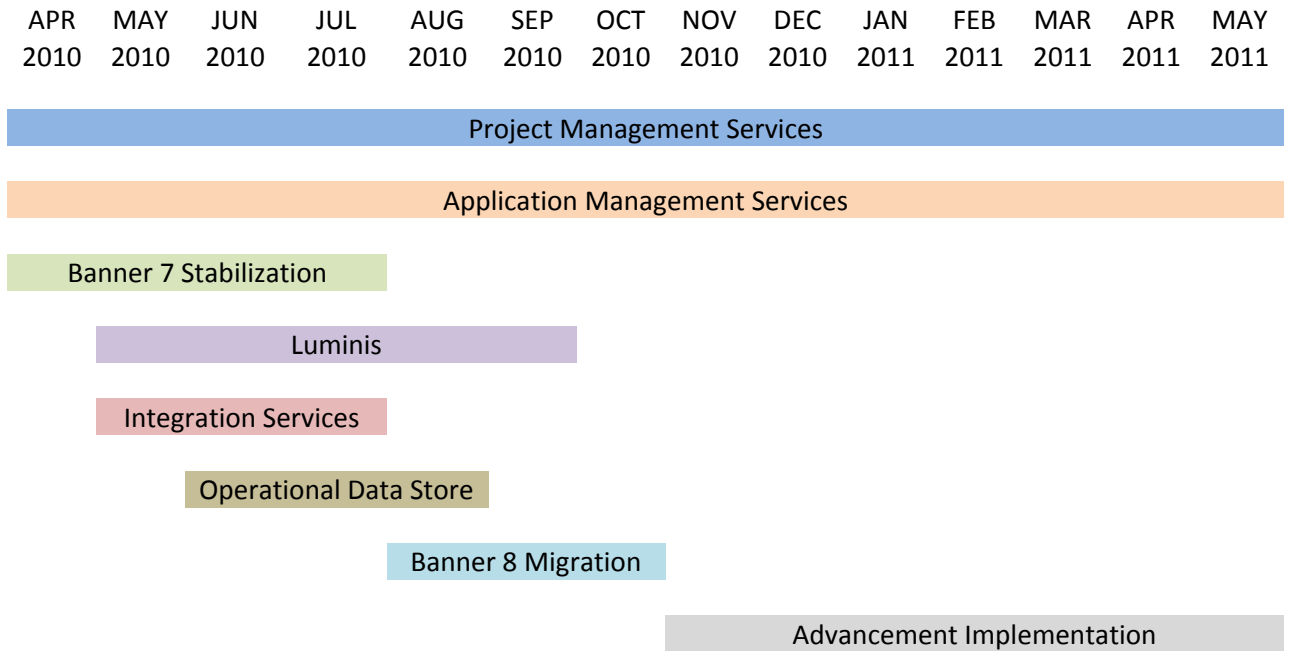 APR MAY JUN JUL AUG SEP OCT NOV DEC JAN FEB MAR APR MAY
2010 2010 2010 2010 2010 2010 2010 2010 2010 2011 2011 2011 2011 2011
Project Management Services
Application Management Services
Banner 7 Stabilization
Luminis
Integration Services
Operational Data Store
Banner 8 Migration
Advancement Implementation